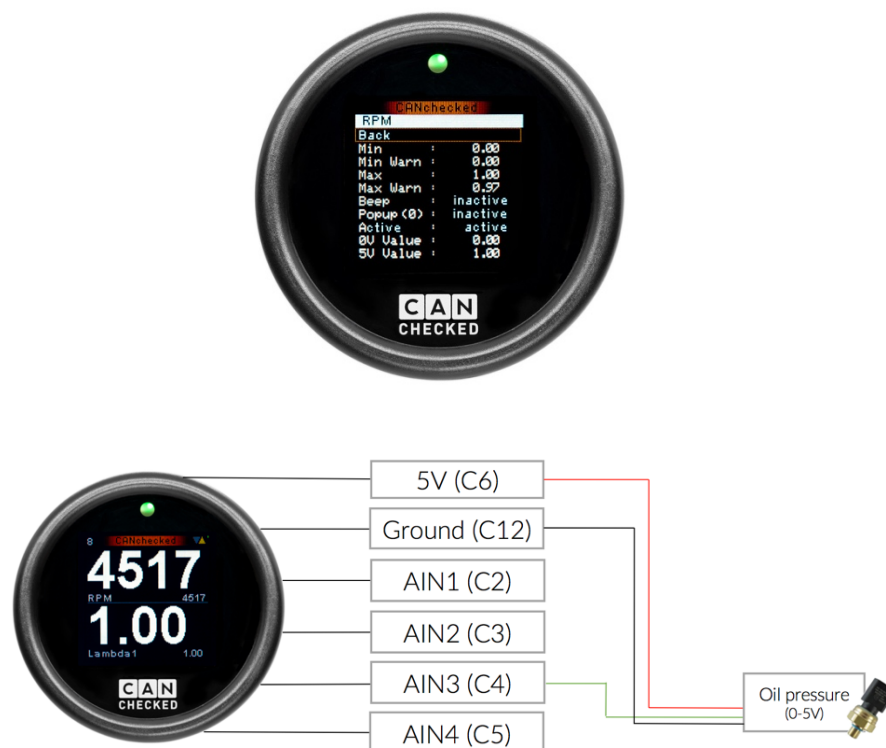 CANchecked
RPM
Back
Min : 0.00
Min Warn : 0.00
Max : 1.00
Max Warn : 0.97
Beep : inactive
Popup(0) : inactive
Active : active
0V Value : 0.00
5V Value : 1.00
CAN
CHECKED
5V (C6)
Ground (C12)
8 CANchecked
4517
RPM 4517
1.00
Lambda1 1.00
CAN
CHECKED
AIN1 (C2)
AIN2 (C3)
AIN3 (C4)
AIN4 (C5)
Oil pressure
(0-5V)